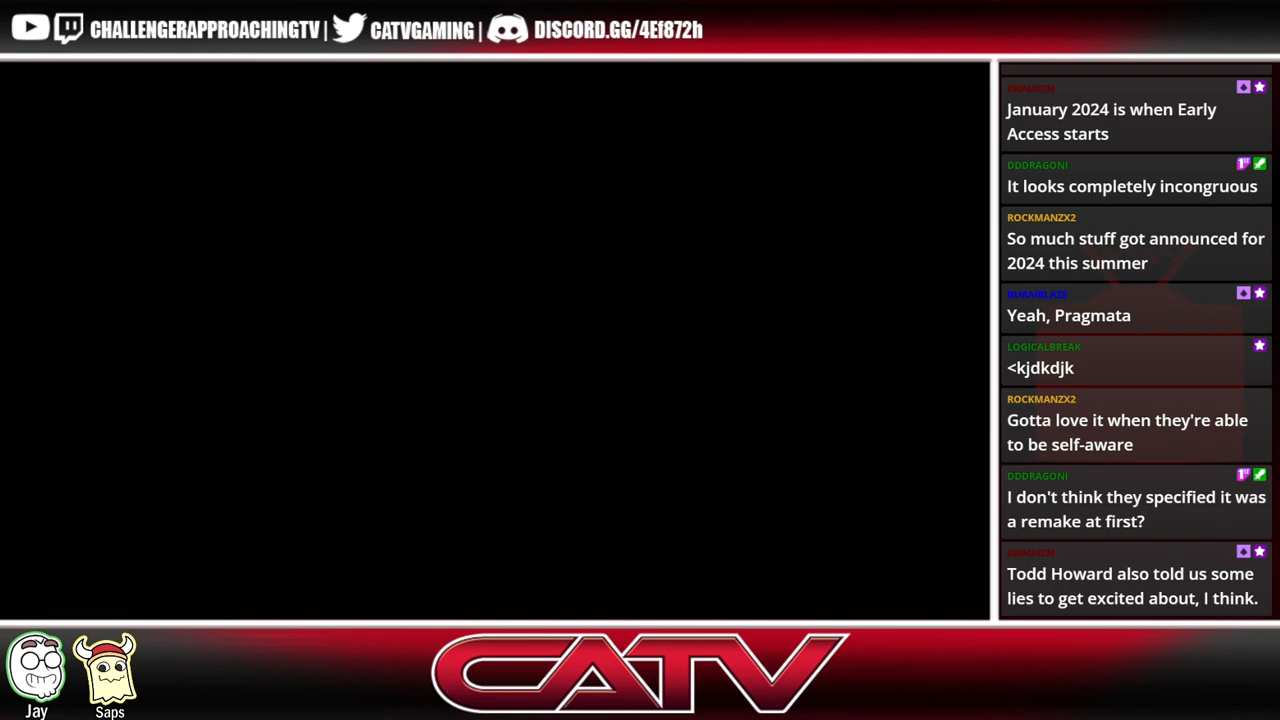 CHALLENGERAPPROACHINGTV | CATVGAMING | DISCORD.GG/4Ef872h
DRAUREN
January 2024 is when Early
Access starts
DDDRAGONI
It looks completely incongruous
ROCKMANZX2
So much stuff got announced for
2024 this summer
BURAIBLAZE
Yeah, Pragmata
LOGICALBREAK
<kjdkdjk
ROCKMANZX2
Gotta love it when they're able
to be self-aware
DDDRAGONI
I don't think they specified it was
a remake at first?
DRAUREN
Todd Howard also told us some
lies to get excited about, I think.
CATV
Jay
Saps